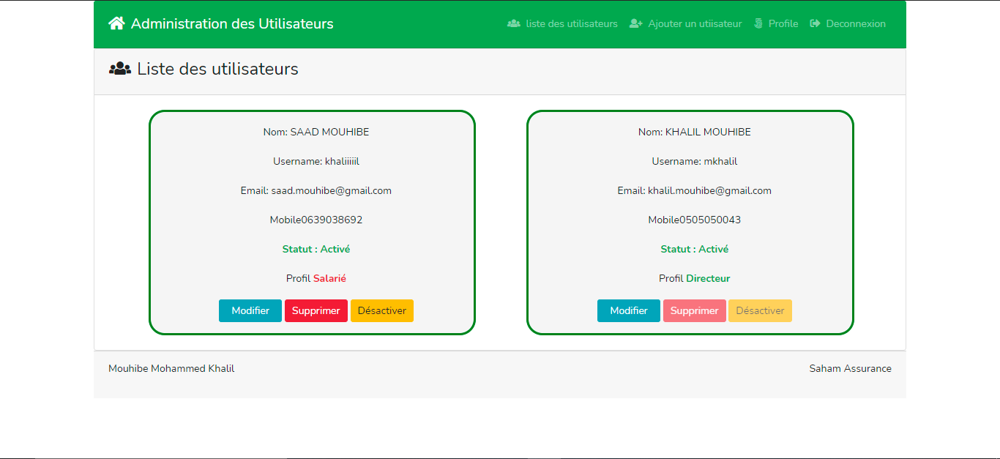 Administration des Utilisateurs
liste des utilisateurs Ajouter un utiisateur Profile Deconnexion
Liste des utilisateurs
Nom: SAAD MOUHIBE
Username: khaliiiiil
Email: saad.mouhibe@gmail.com
Mobile0639038692
Statut : Activé
Profil Salarié
Modifier Supprimer Désactiver
Nom: KHALIL MOUHIBE
Username: mkhalil
Email: khalil.mouhibe@gmail.com
Mobile0505050043
Statut : Activé
Profil Directeur
Modifier Supprimer Désactiver
Mouhibe Mohammed Khalil
Saham Assurance